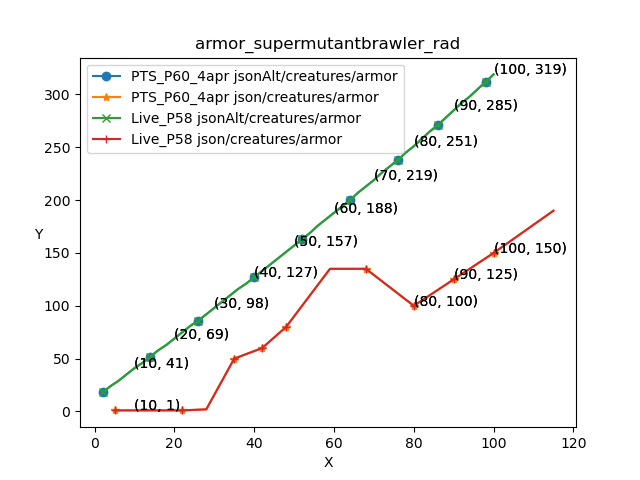 armor_supermutantbrawler_rad
PTS_P60_4apr jsonAlt/creatures/armor
PTS_P60_4apr json/creatures/armor
Live_P58 jsonAlt/creatures/armor
Live_P58 json/creatures/armor
(100, 319)
(90, 285)
(80, 251)
(70, 219)
(60, 188)
(50, 157)
(40, 127)
(30, 98)
(20, 69)
(10, 41)
(10, 1)
(80, 100)
(90, 125)
(100, 150)
Y
300
250
200
150
100
50
0
0 20 40 60 80 100 120
X